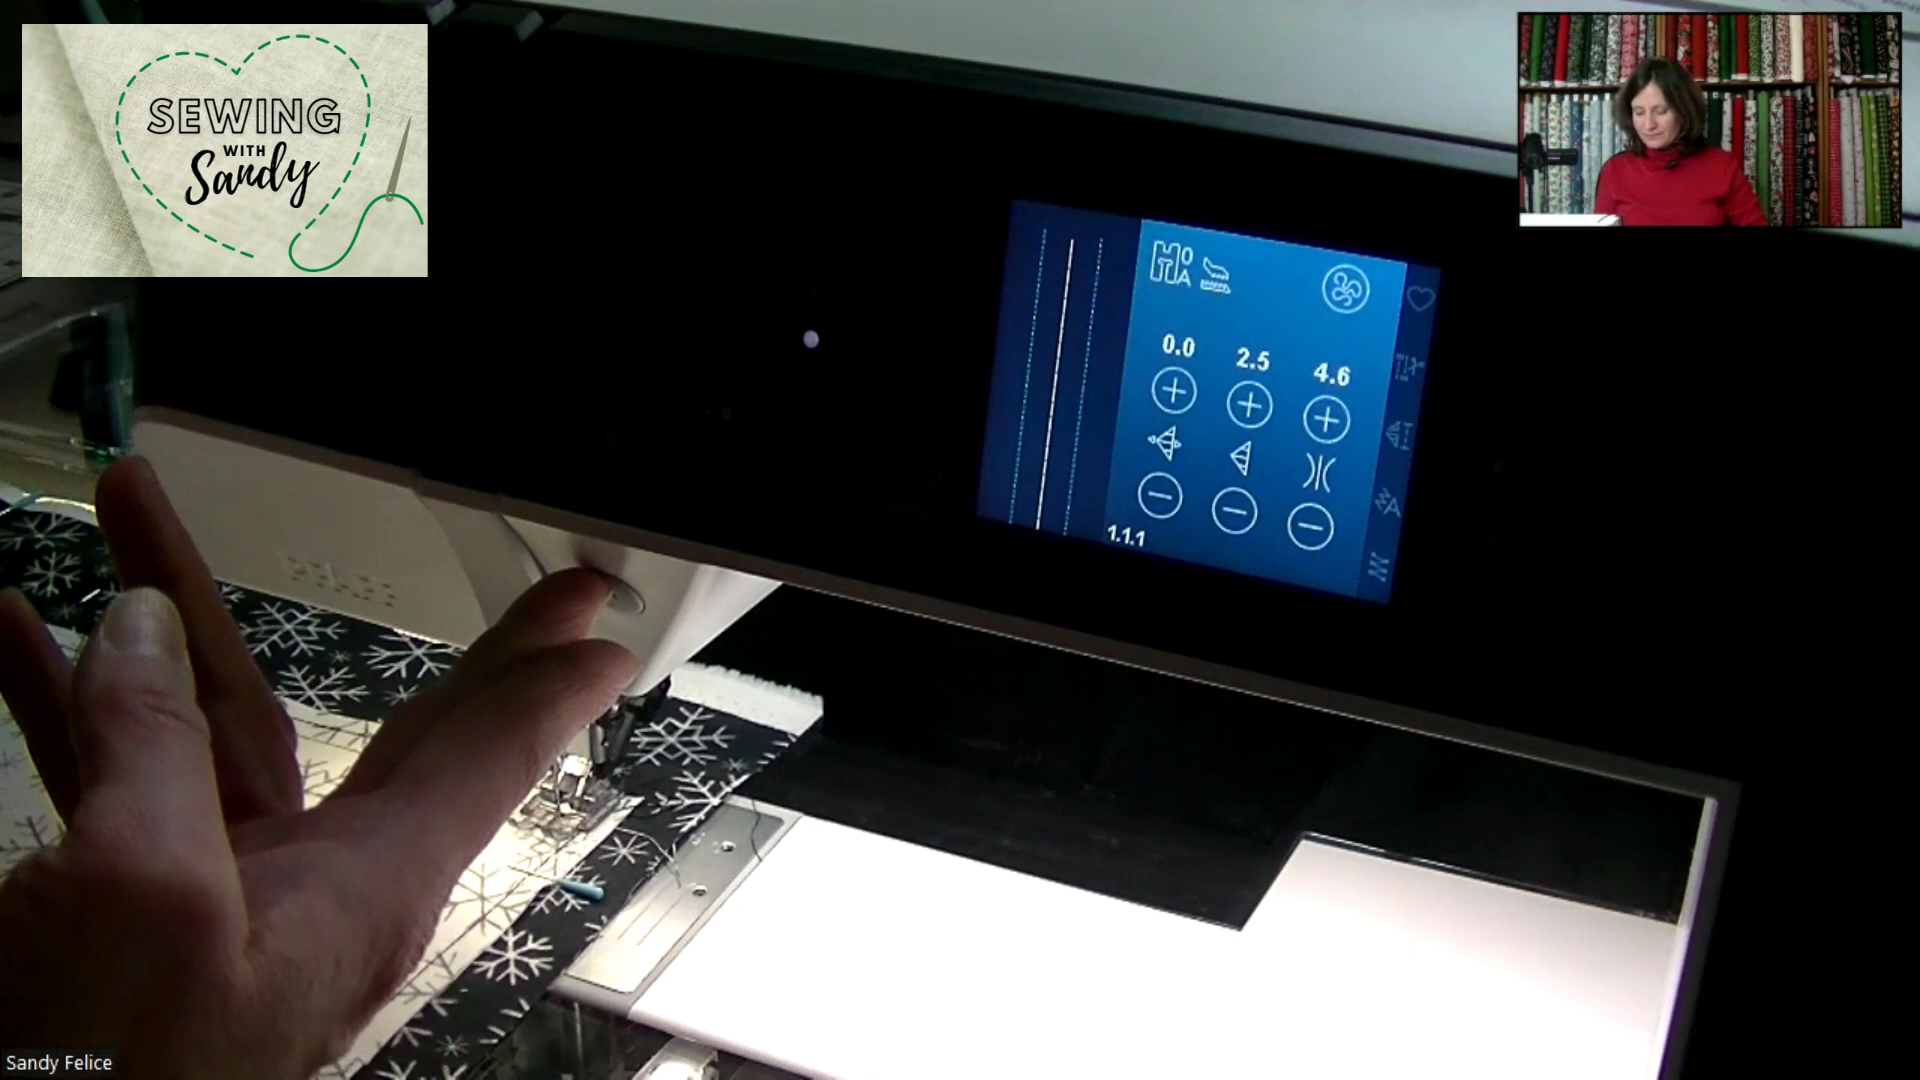 SEWING
WITH
Sandy
0.0
2.5
4.6
1.1.1
Sandy Felice